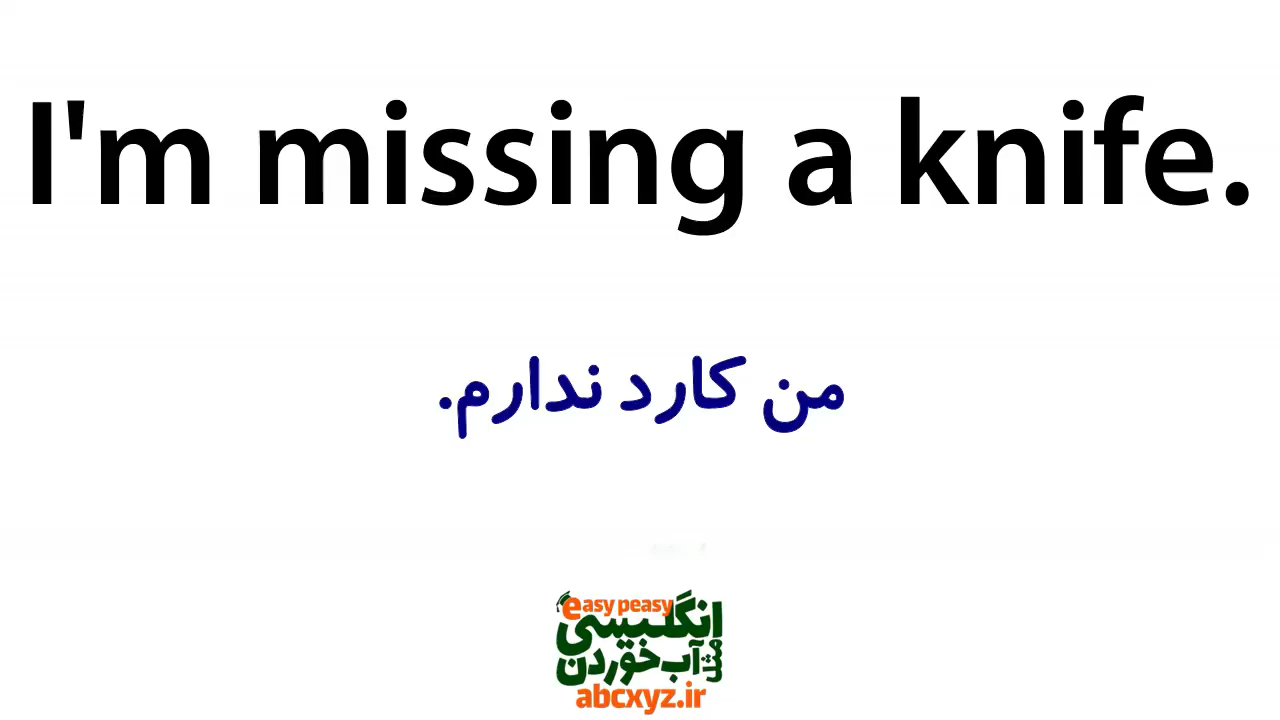 I'm missing a knife.
من کارد ندارم.
easy peasy
انگلیسی
مثل آب خوردن
abcxyz.ir